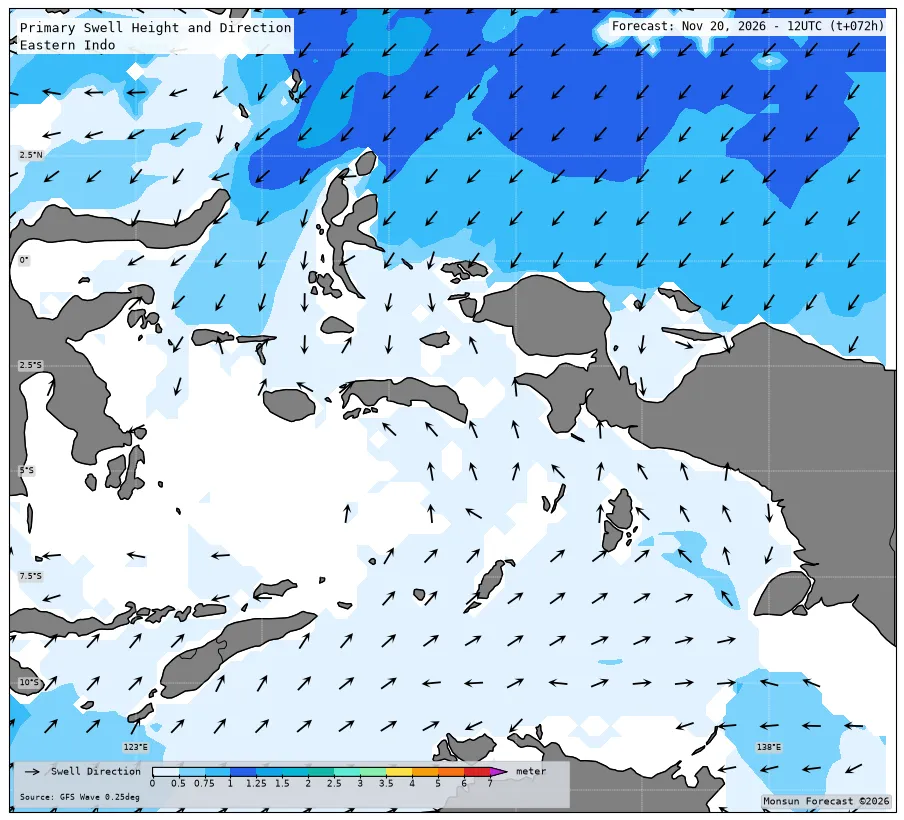 Primary Swell Height and Direction
Eastern Indo
Forecast: Nov 20, 2026 - 12UTC (t+072h)
2.5°N
0°
2.5°S
5°S
7.5°S
10°S
123°E
138°E
Swell Direction
0 0.5 0.75 1 1.25 1.5 2 2.5 3 3.5 4 5 6 7
meter
Source: GFS Wave 0.25deg
Monsun Forecast ©2026